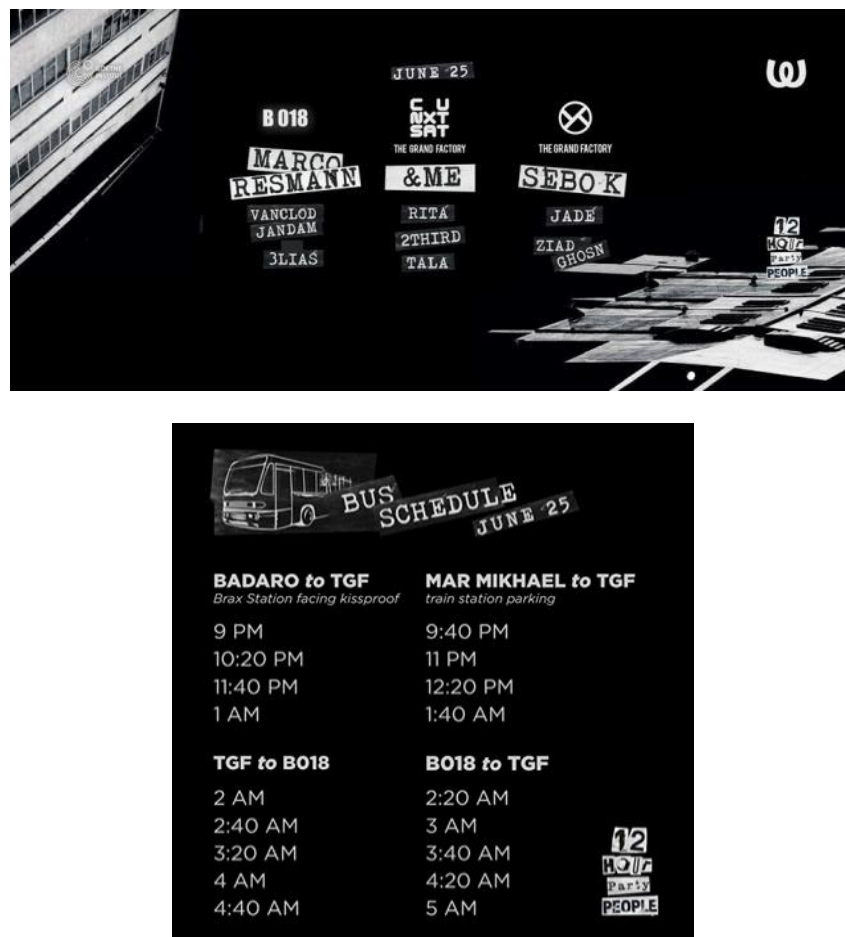 JUNE 25
B 018
C U
NXT
SAT
THE GRAND FACTORY
THE GRAND FACTORY
MARCO
RESMANN
&ME
SEBO K
VANCLOD
JANDAM
3LIAS
RITA
2THIRD
TALA
JADE
ZIAD
GHOSN
12
HOUR
Party
PEOPLE
BUS
SCHEDULE
JUNE 25
BADARO to TGF
Brax Station facing kissproof
9 PM
10:20 PM
11:40 PM
1 AM
MAR MIKHAEL to TGF
train station parking
9:40 PM
11 PM
12:20 PM
1:40 AM
TGF to B018
2 AM
2:40 AM
3:20 AM
4 AM
4:40 AM
B018 to TGF
2:20 AM
3 AM
3:40 AM
4:20 AM
5 AM
12
HOUR
Party
PEOPLE